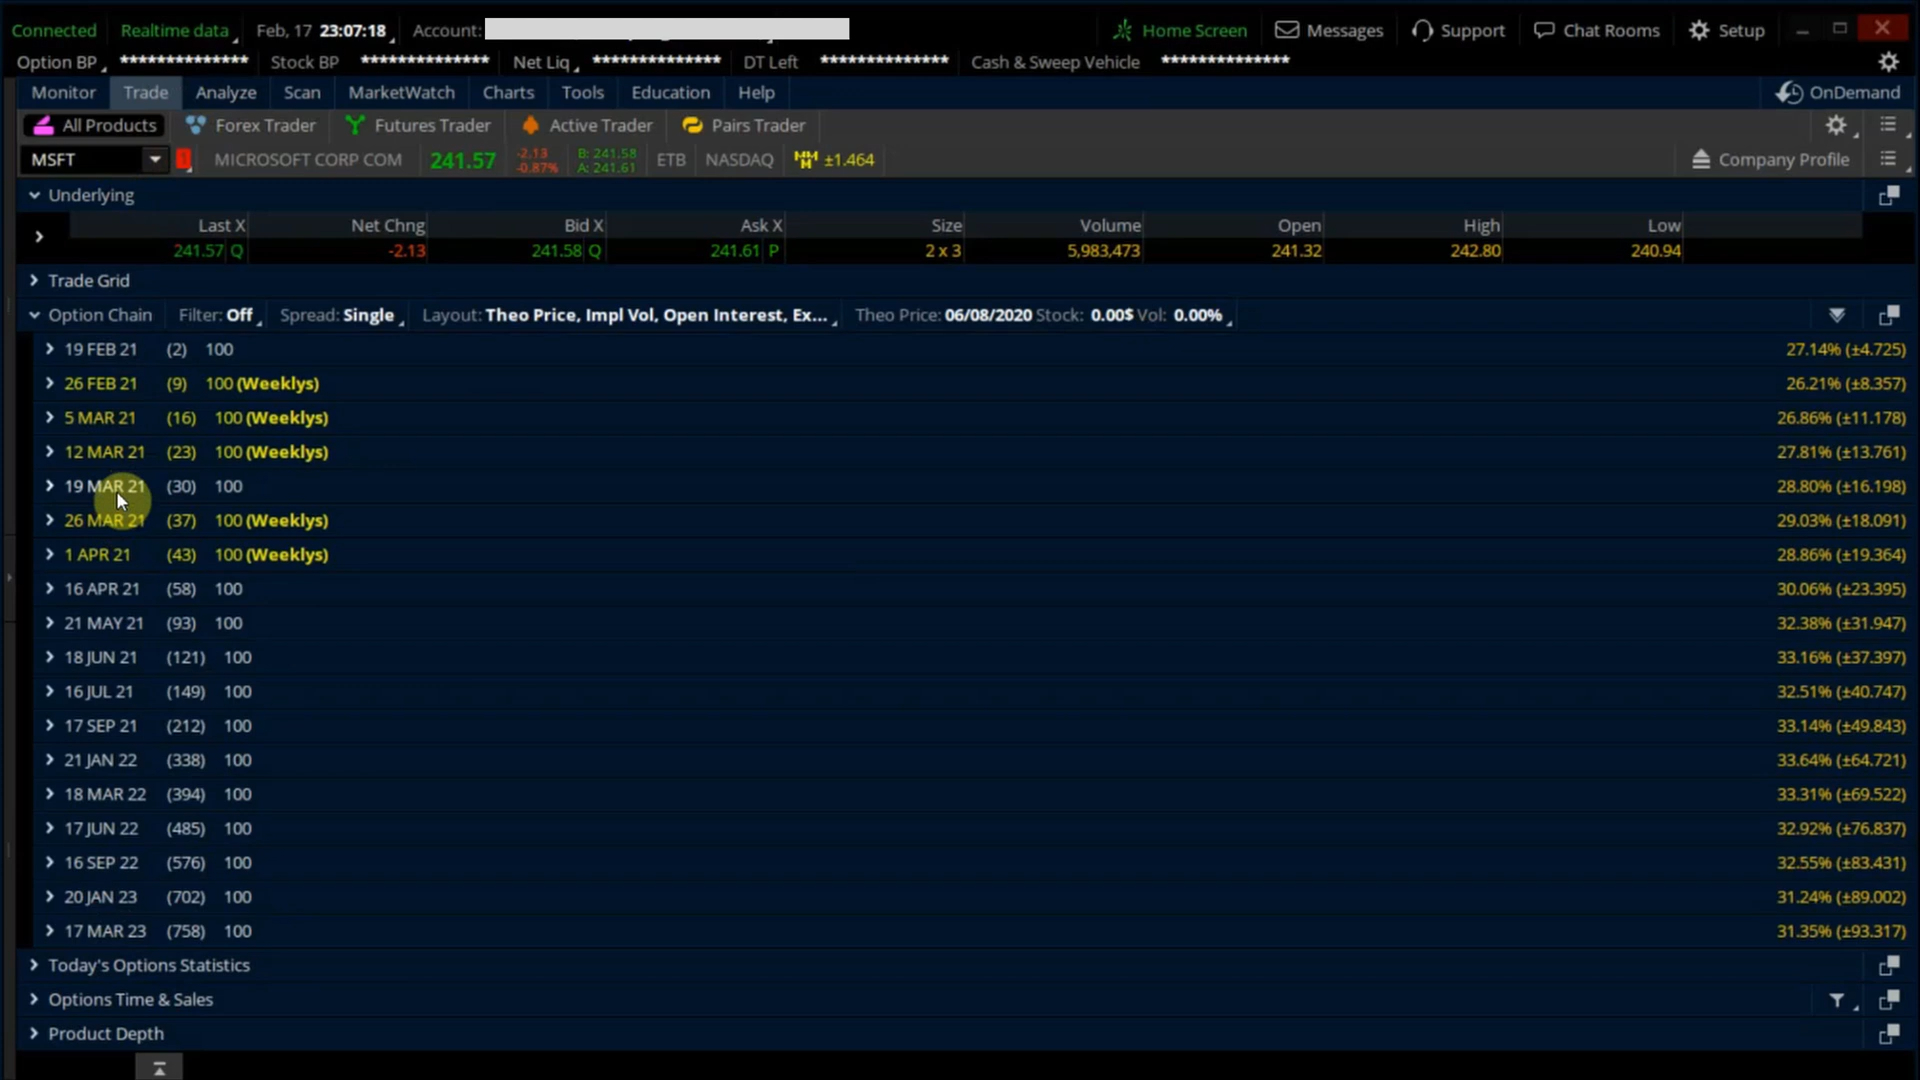 Connected Realtime data Feb, 17 23:07:18 Account: Home Screen Messages Support Chat Rooms Setup
Option BP ************** Stock BP ************** Net Liq ************** DT Left ************** Cash & Sweep Vehicle **************
Monitor Trade Analyze Scan MarketWatch Charts Tools Education Help OnDemand
All Products Forex Trader Futures Trader Active Trader Pairs Trader
MSFT 1 MICROSOFT CORP COM 241.57 -2.13 -0.87% B: 241.58 A: 241.61 ETB NASDAQ ±1.464 Company Profile
Underlying
Last X Net Chng Bid X Ask X Size Volume Open High Low
241.57 Q -2.13 241.58 Q 241.61 P 2 x 3 5,983,473 241.32 242.80 240.94
Trade Grid
Option Chain Filter: Off Spread: Single Layout: Theo Price, Impl Vol, Open Interest, Ex... Theo Price: 06/08/2020 Stock: 0.00$ Vol: 0.00%
19 FEB 21 (2) 100 27.14% (±4.725)
26 FEB 21 (9) 100 (Weeklys) 26.21% (±8.357)
5 MAR 21 (16) 100 (Weeklys) 26.86% (±11.178)
12 MAR 21 (23) 100 (Weeklys) 27.81% (±13.761)
19 MAR 21 (30) 100 28.80% (±16.198)
26 MAR 21 (37) 100 (Weeklys) 29.03% (±18.091)
1 APR 21 (43) 100 (Weeklys) 28.86% (±19.364)
16 APR 21 (58) 100 30.06% (±23.395)
21 MAY 21 (93) 100 32.38% (±31.947)
18 JUN 21 (121) 100 33.16% (±37.397)
16 JUL 21 (149) 100 32.51% (±40.747)
17 SEP 21 (212) 100 33.14% (±49.843)
21 JAN 22 (338) 100 33.64% (±64.721)
18 MAR 22 (394) 100 33.31% (±69.522)
17 JUN 22 (485) 100 32.92% (±76.837)
16 SEP 22 (576) 100 32.55% (±83.431)
20 JAN 23 (702) 100 31.24% (±89.002)
17 MAR 23 (758) 100 31.35% (±93.317)
Today's Options Statistics
Options Time & Sales
Product Depth